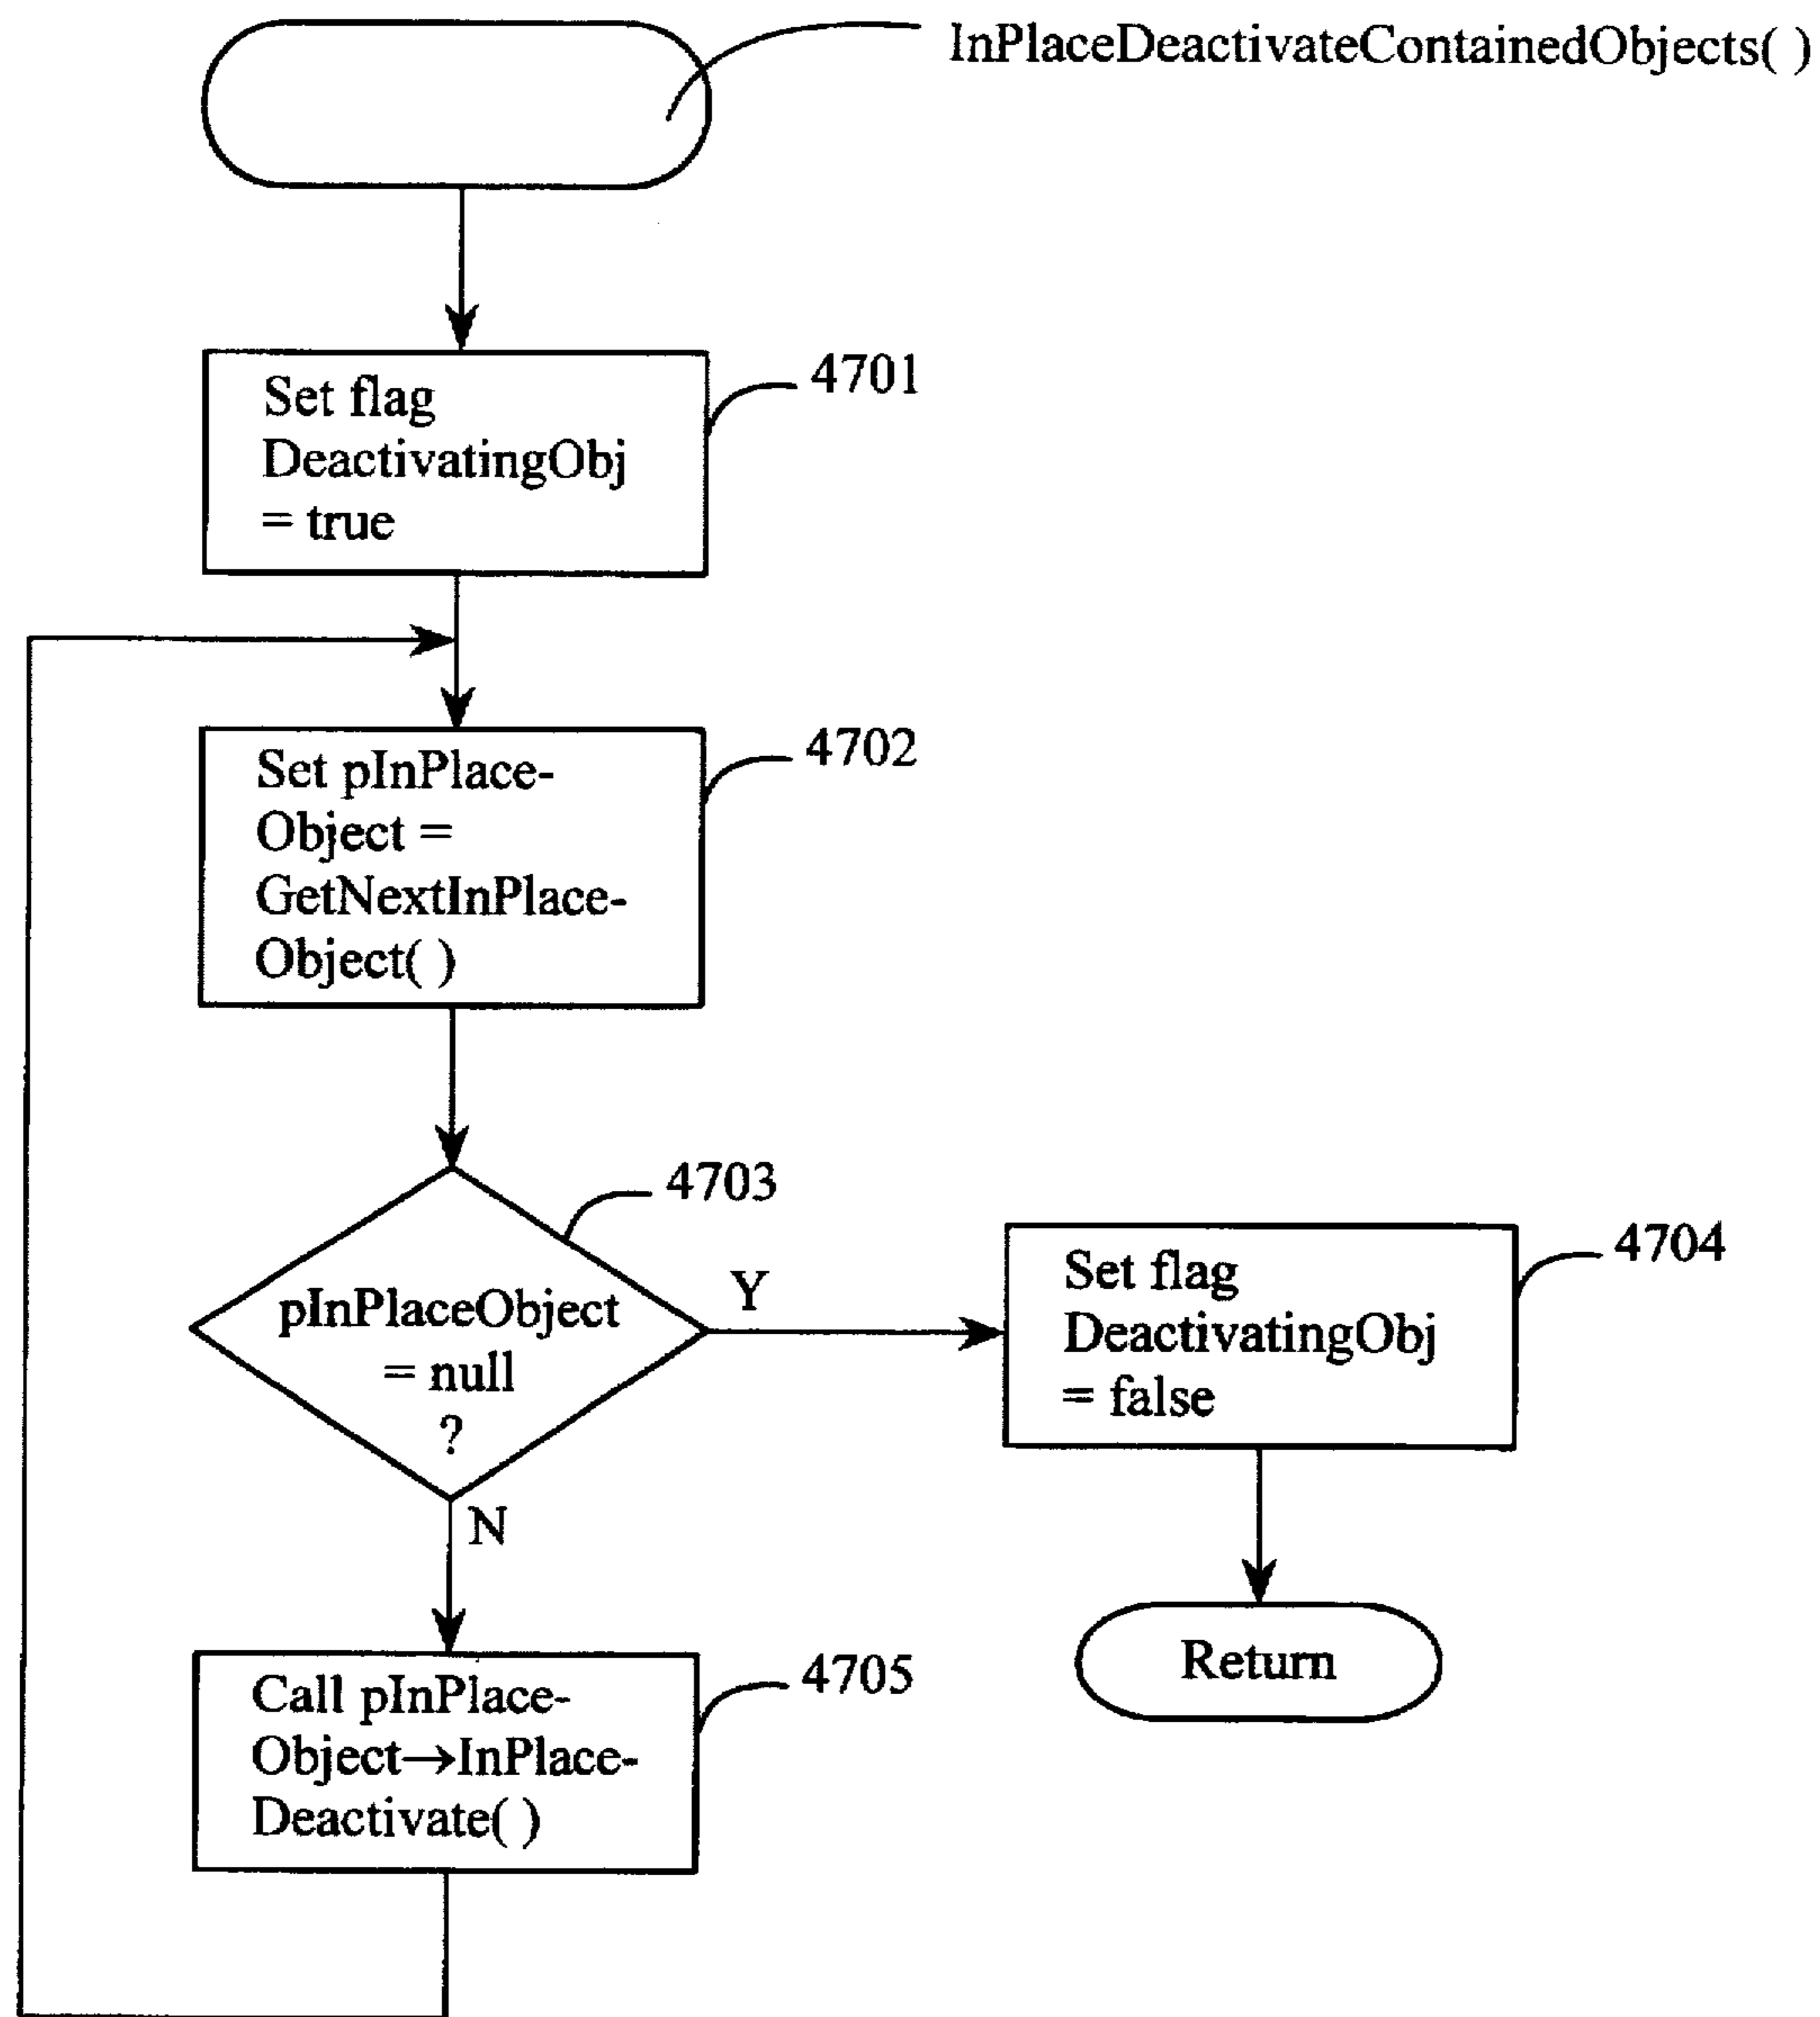 InPlaceDeactivateContainedObjects( )
4701
Set flag
DeactivatingObj
= true
4702
Set pInPlace-
Object =
GetNextInPlace-
Object( )
4703
pInPlaceObject
= null
?
Y
N
4704
Set flag
DeactivatingObj
= false
Return
4705
Call pInPlace-
Object→InPlace-
Deactivate( )